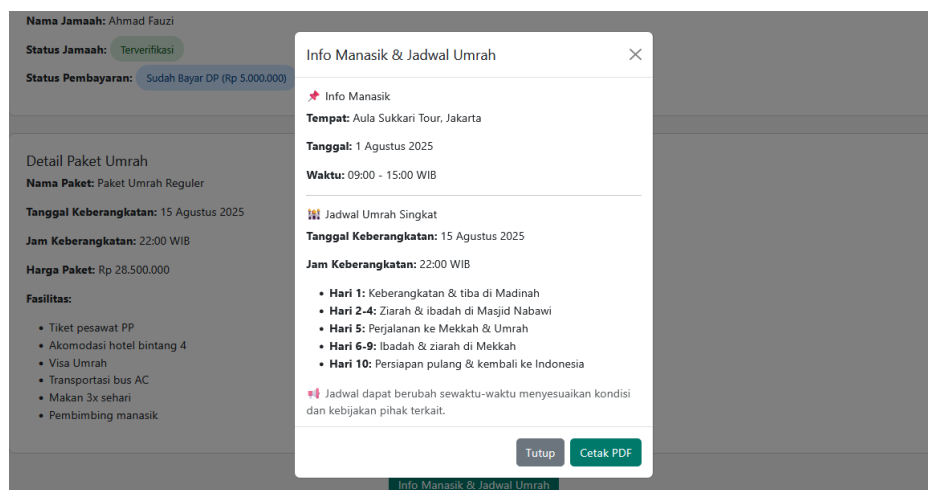 Nama Jamaah: Ahmad Fauzi
Status Jamaah: Terverifikasi
Status Pembayaran: Sudah Bayar DP (Rp 5.000.000)
Detail Paket Umrah
Nama Paket: Paket Umrah Reguler
Tanggal Keberangkatan: 15 Agustus 2025
Jam Keberangkatan: 22:00 WIB
Harga Paket: Rp 28.500.000
Fasilitas:
• Tiket pesawat PP
• Akomodasi hotel bintang 4
• Visa Umrah
• Transportasi bus AC
• Makan 3x sehari
• Pembimbing manasik
Info Manasik & Jadwal Umrah
📌 Info Manasik
Tempat: Aula Sukkari Tour, Jakarta
Tanggal: 1 Agustus 2025
Waktu: 09:00 - 15:00 WIB
Jadwal Umrah Singkat
Tanggal Keberangkatan: 15 Agustus 2025
Jam Keberangkatan: 22:00 WIB
• Hari 1: Keberangkatan & tiba di Madinah
• Hari 2-4: Ziarah & ibadah di Masjid Nabawi
• Hari 5: Perjalanan ke Mekkah & Umrah
• Hari 6-9: Ibadah & ziarah di Mekkah
• Hari 10: Persiapan pulang & kembali ke Indonesia
📢 Jadwal dapat berubah sewaktu-waktu menyesuaikan kondisi
dan kebijakan pihak terkait.
Tutup
Cetak PDF
Info Manasik & Jadwal Umrah